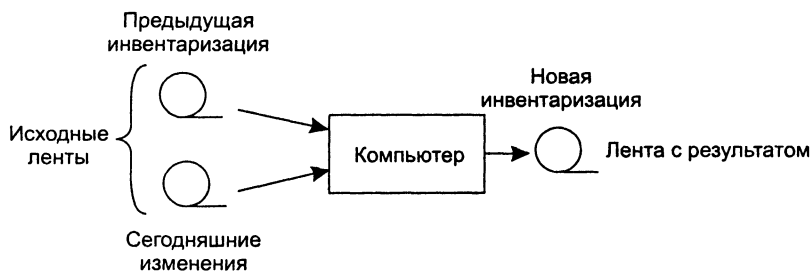 Предыдущая
инвентаризация
Исходные
ленты
Сегодняшние
изменения
Компьютер
Новая
инвентаризация
Лента с результатом